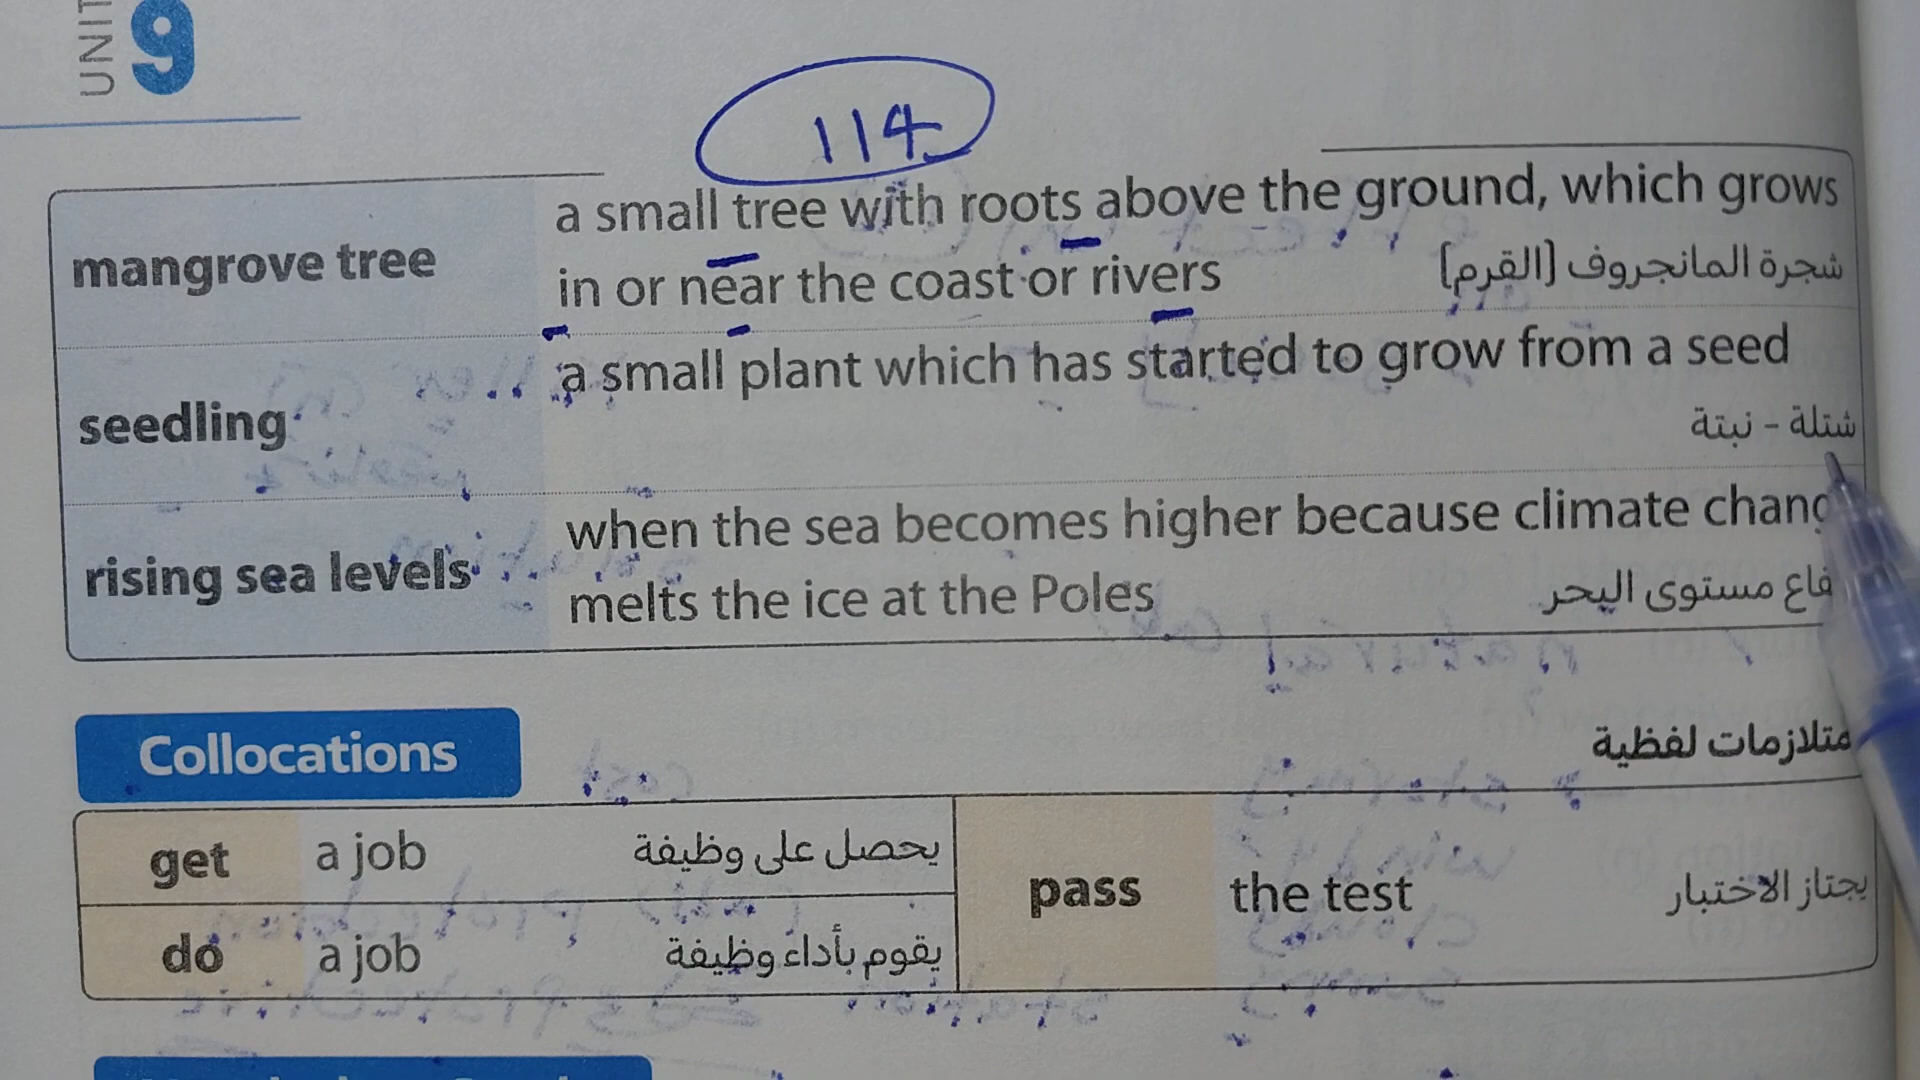 UNIT 9
114
mangrove tree
a small tree with roots above the ground, which grows
in or near the coast or rivers شجرة المانجروف [القرم]
seedling
a small plant which has started to grow from a seed
شتلة - نبتة
rising sea levels
when the sea becomes higher because climate chang
melts the ice at the Poles فاع مستوى البحر
Collocations متلازمات لفظية
get a job يحصل على وظيفة
do a job يقوم بأداء وظيفة
pass the test يجتاز الاختبار